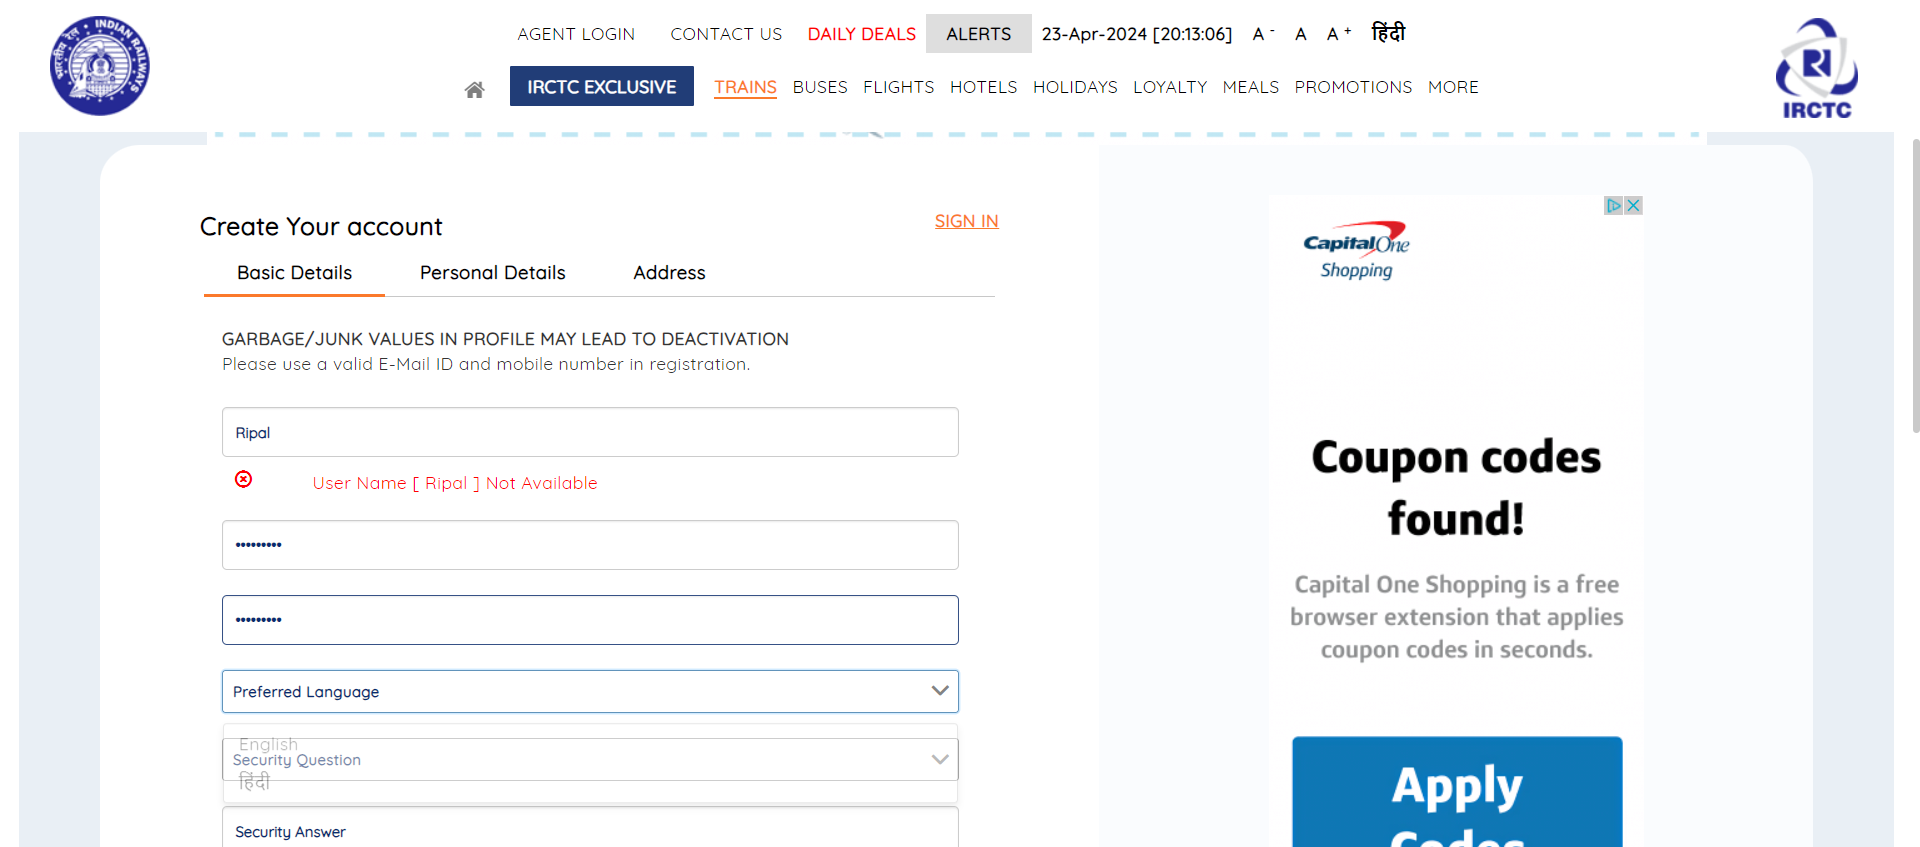 AGENT LOGIN CONTACT US DAILY DEALS ALERTS 23-Apr-2024 [20:13:06] A - A A + हिंदी
IRCTC EXCLUSIVE TRAINS BUSES FLIGHTS HOTELS HOLIDAYS LOYALTY MEALS PROMOTIONS MORE
INDIAN RAILWAYS
भारतीय रेल
IRCTC
Create Your account
SIGN IN
Basic Details Personal Details Address
GARBAGE/JUNK VALUES IN PROFILE MAY LEAD TO DEACTIVATION
Please use a valid E-Mail ID and mobile number in registration.
Ripal
User Name [ Ripal ] Not Available
•••••••••
•••••••••
Preferred Language
English
Security Question
हिंदी
Security Answer
Capital One
Shopping
Coupon codes
found!
Capital One Shopping is a free
browser extension that applies
coupon codes in seconds.
Apply
Codes